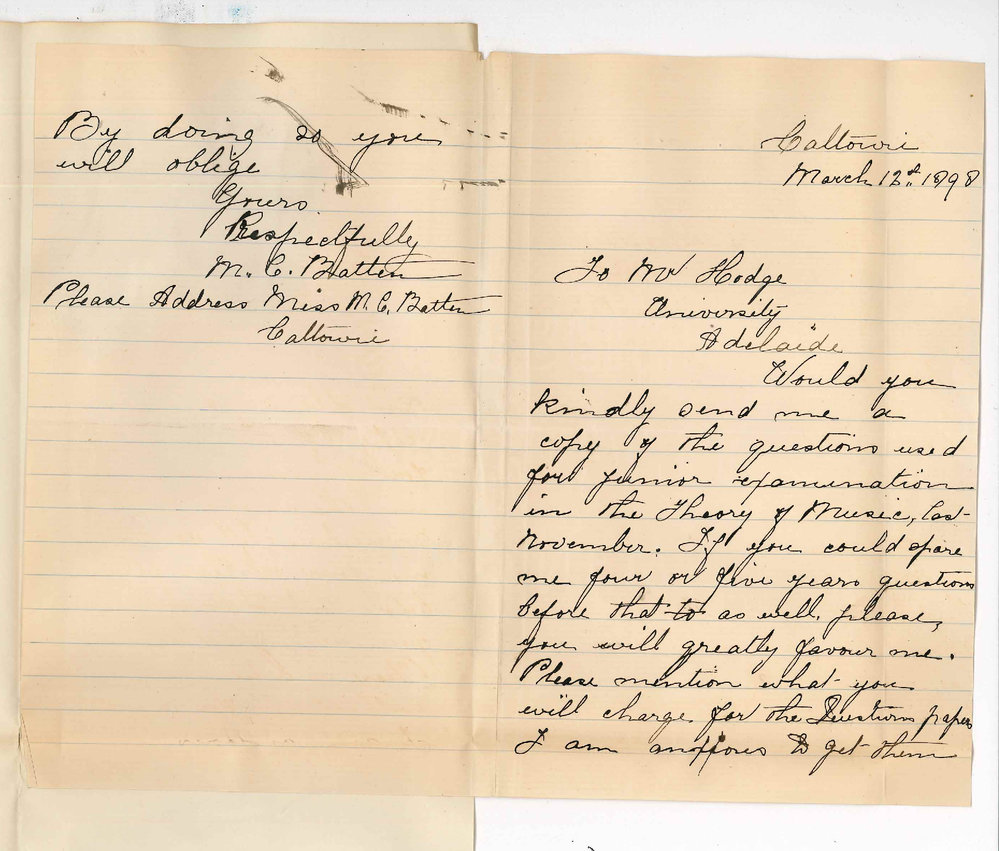 Caltowie
March 12th 1898
To Mr Hodge
University
Adelaide
Would you
kindly send me a
copy of the questions used
for junior examination
in the Theory of Music, last
November. If you could spare
me four or five years questions
before that to as well, please,
you will greatly favour me.
Please mention what you
will charge for the Questions papers
I am anxious to get them
By doing so you
will oblige
Yours
Respectfully
M. C. Batten
Please Address Miss M. C. Batten
Caltowie